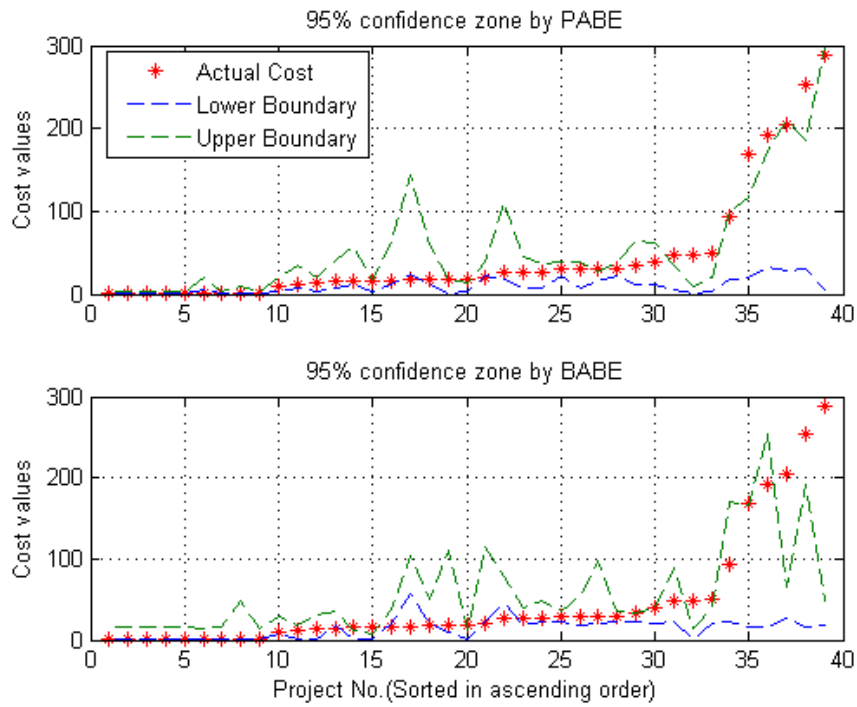 95% confidence zone by PABE
300
200
100
0
Cost values
Actual Cost
Lower Boundary
Upper Boundary
0 5 10 15 20 25 30 35 40
95% confidence zone by BABE
300
200
100
0
Cost values
0 5 10 15 20 25 30 35 40
Project No.(Sorted in ascending order)